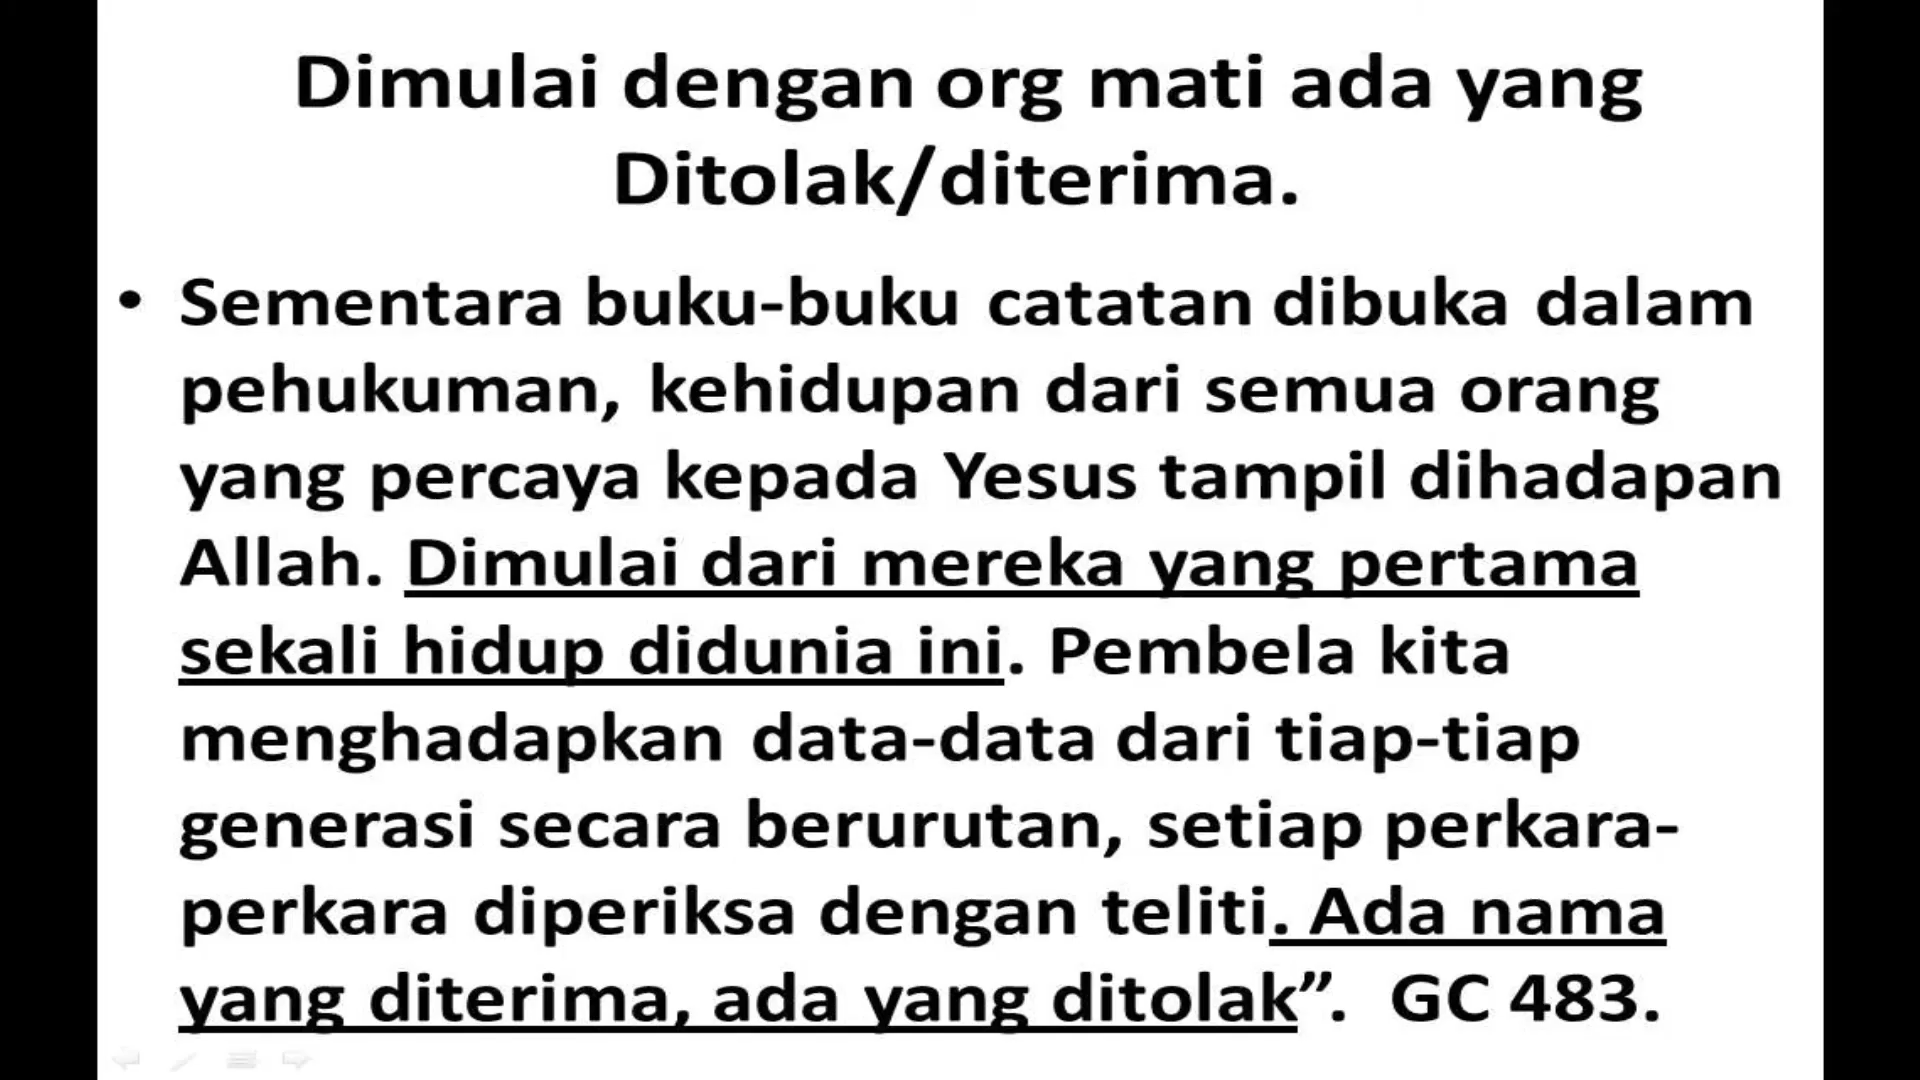 Dimulai dengan org mati ada yang
Ditolak/diterima.
• Sementara buku-buku catatan dibuka dalam
pehukuman, kehidupan dari semua orang
yang percaya kepada Yesus tampil dihadapan
Allah. Dimulai dari mereka yang pertama
sekali hidup didunia ini. Pembela kita
menghadapkan data-data dari tiap-tiap
generasi secara berurutan, setiap perkara-
perkara diperiksa dengan teliti. Ada nama
yang diterima, ada yang ditolak”. GC 483.